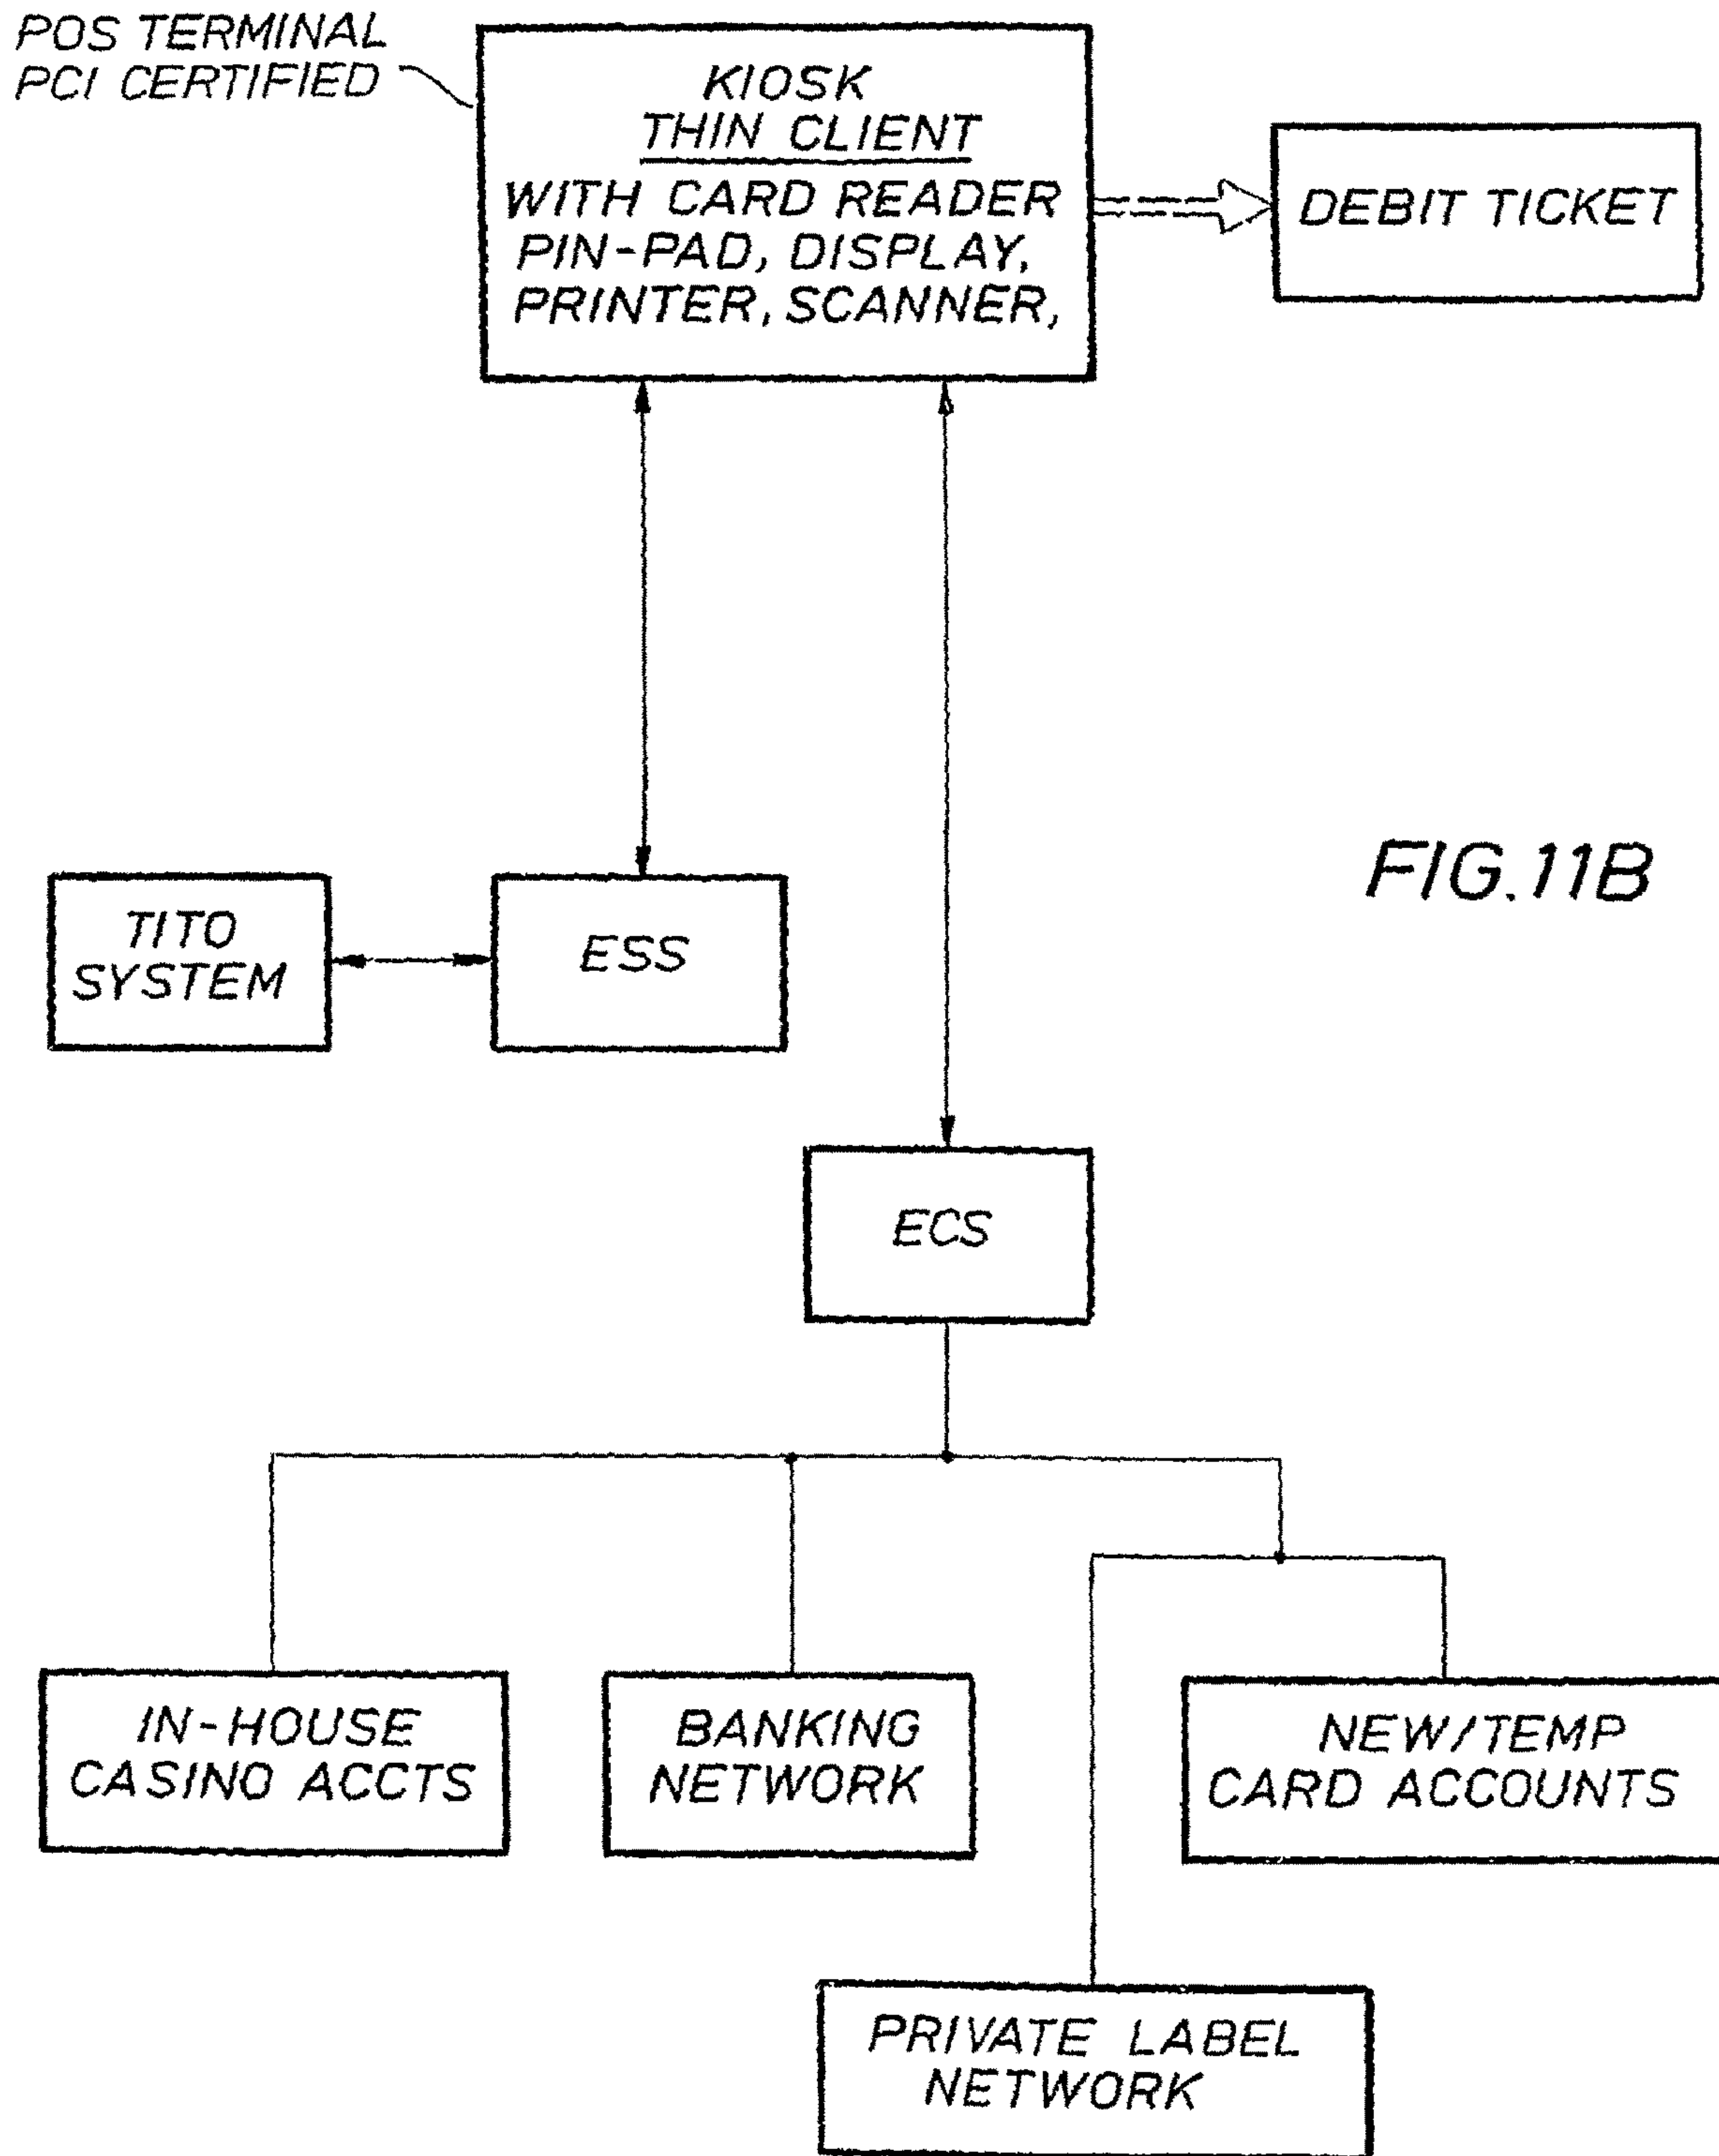 POS TERMINAL
PCI CERTIFIED
KIOSK
THIN CLIENT
WITH CARD READER
PIN-PAD, DISPLAY,
PRINTER, SCANNER,
DEBIT TICKET
FIG.11B
TITO
SYSTEM
ESS
ECS
IN-HOUSE
CASINO ACCTS
BANKING
NETWORK
NEW/TEMP
CARD ACCOUNTS
PRIVATE LABEL
NETWORK